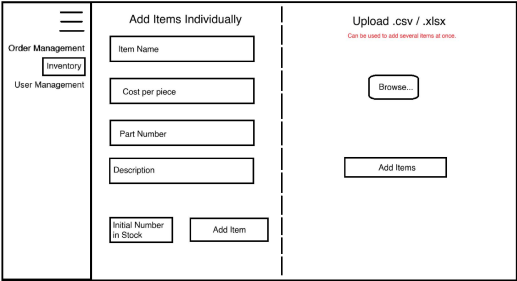 Order Management
Inventory
User Management
Add Items Individually
Item Name
Cost per piece
Part Number
Description
Initial Number
in Stock
Add Item
Upload .csv / .xlsx
Can be used to add several items at once.
Browse...
Add Items